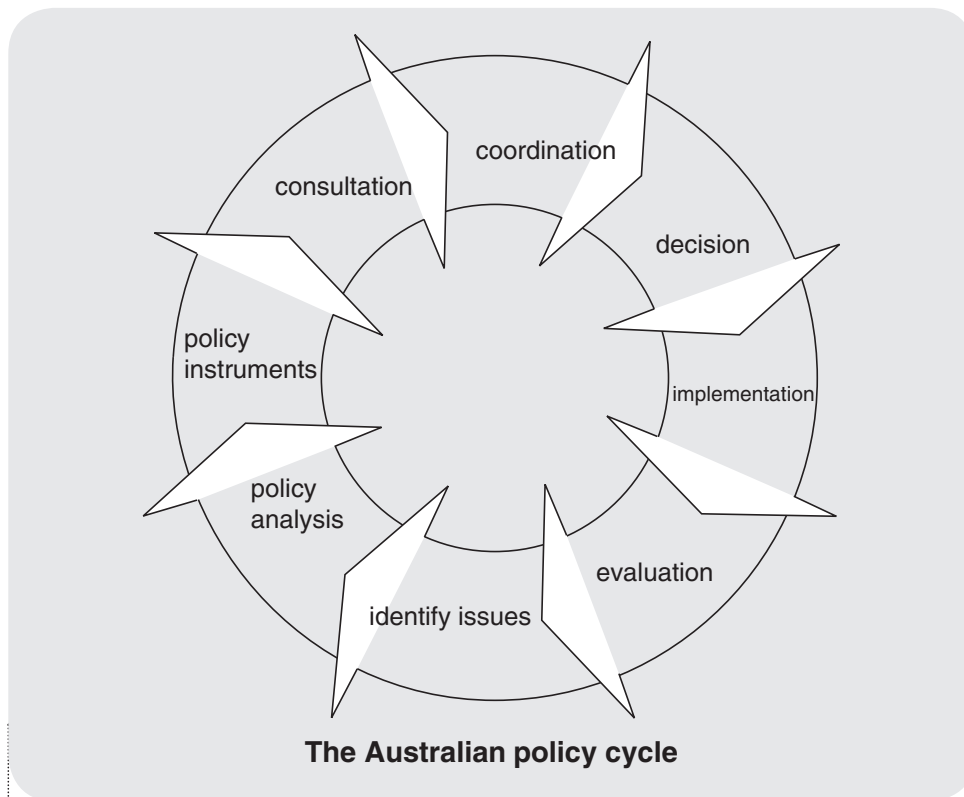 coordination
consultation
decision
policy
instruments
implementation
policy
analysis
evaluation
identify issues
The Australian policy cycle